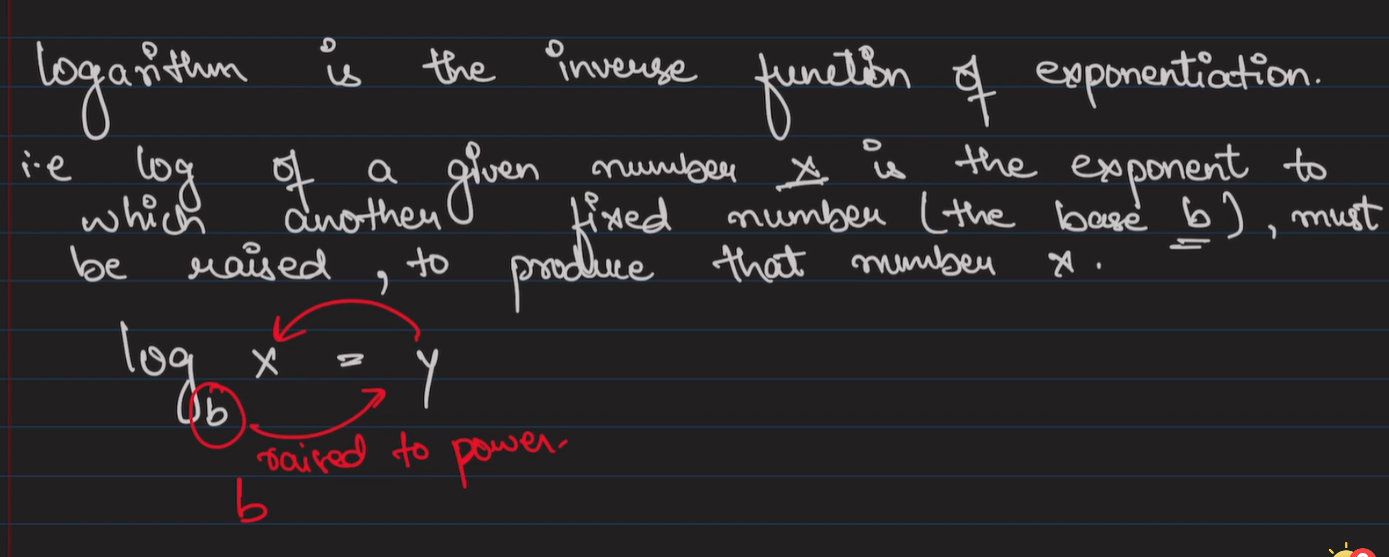 logarithm is the inverse function of exponentiation.
i.e log of a given number x is the exponent to
which another fixed number (the base b), must
be raised, to produce that number x.
log_b x = y
raised to power.
b